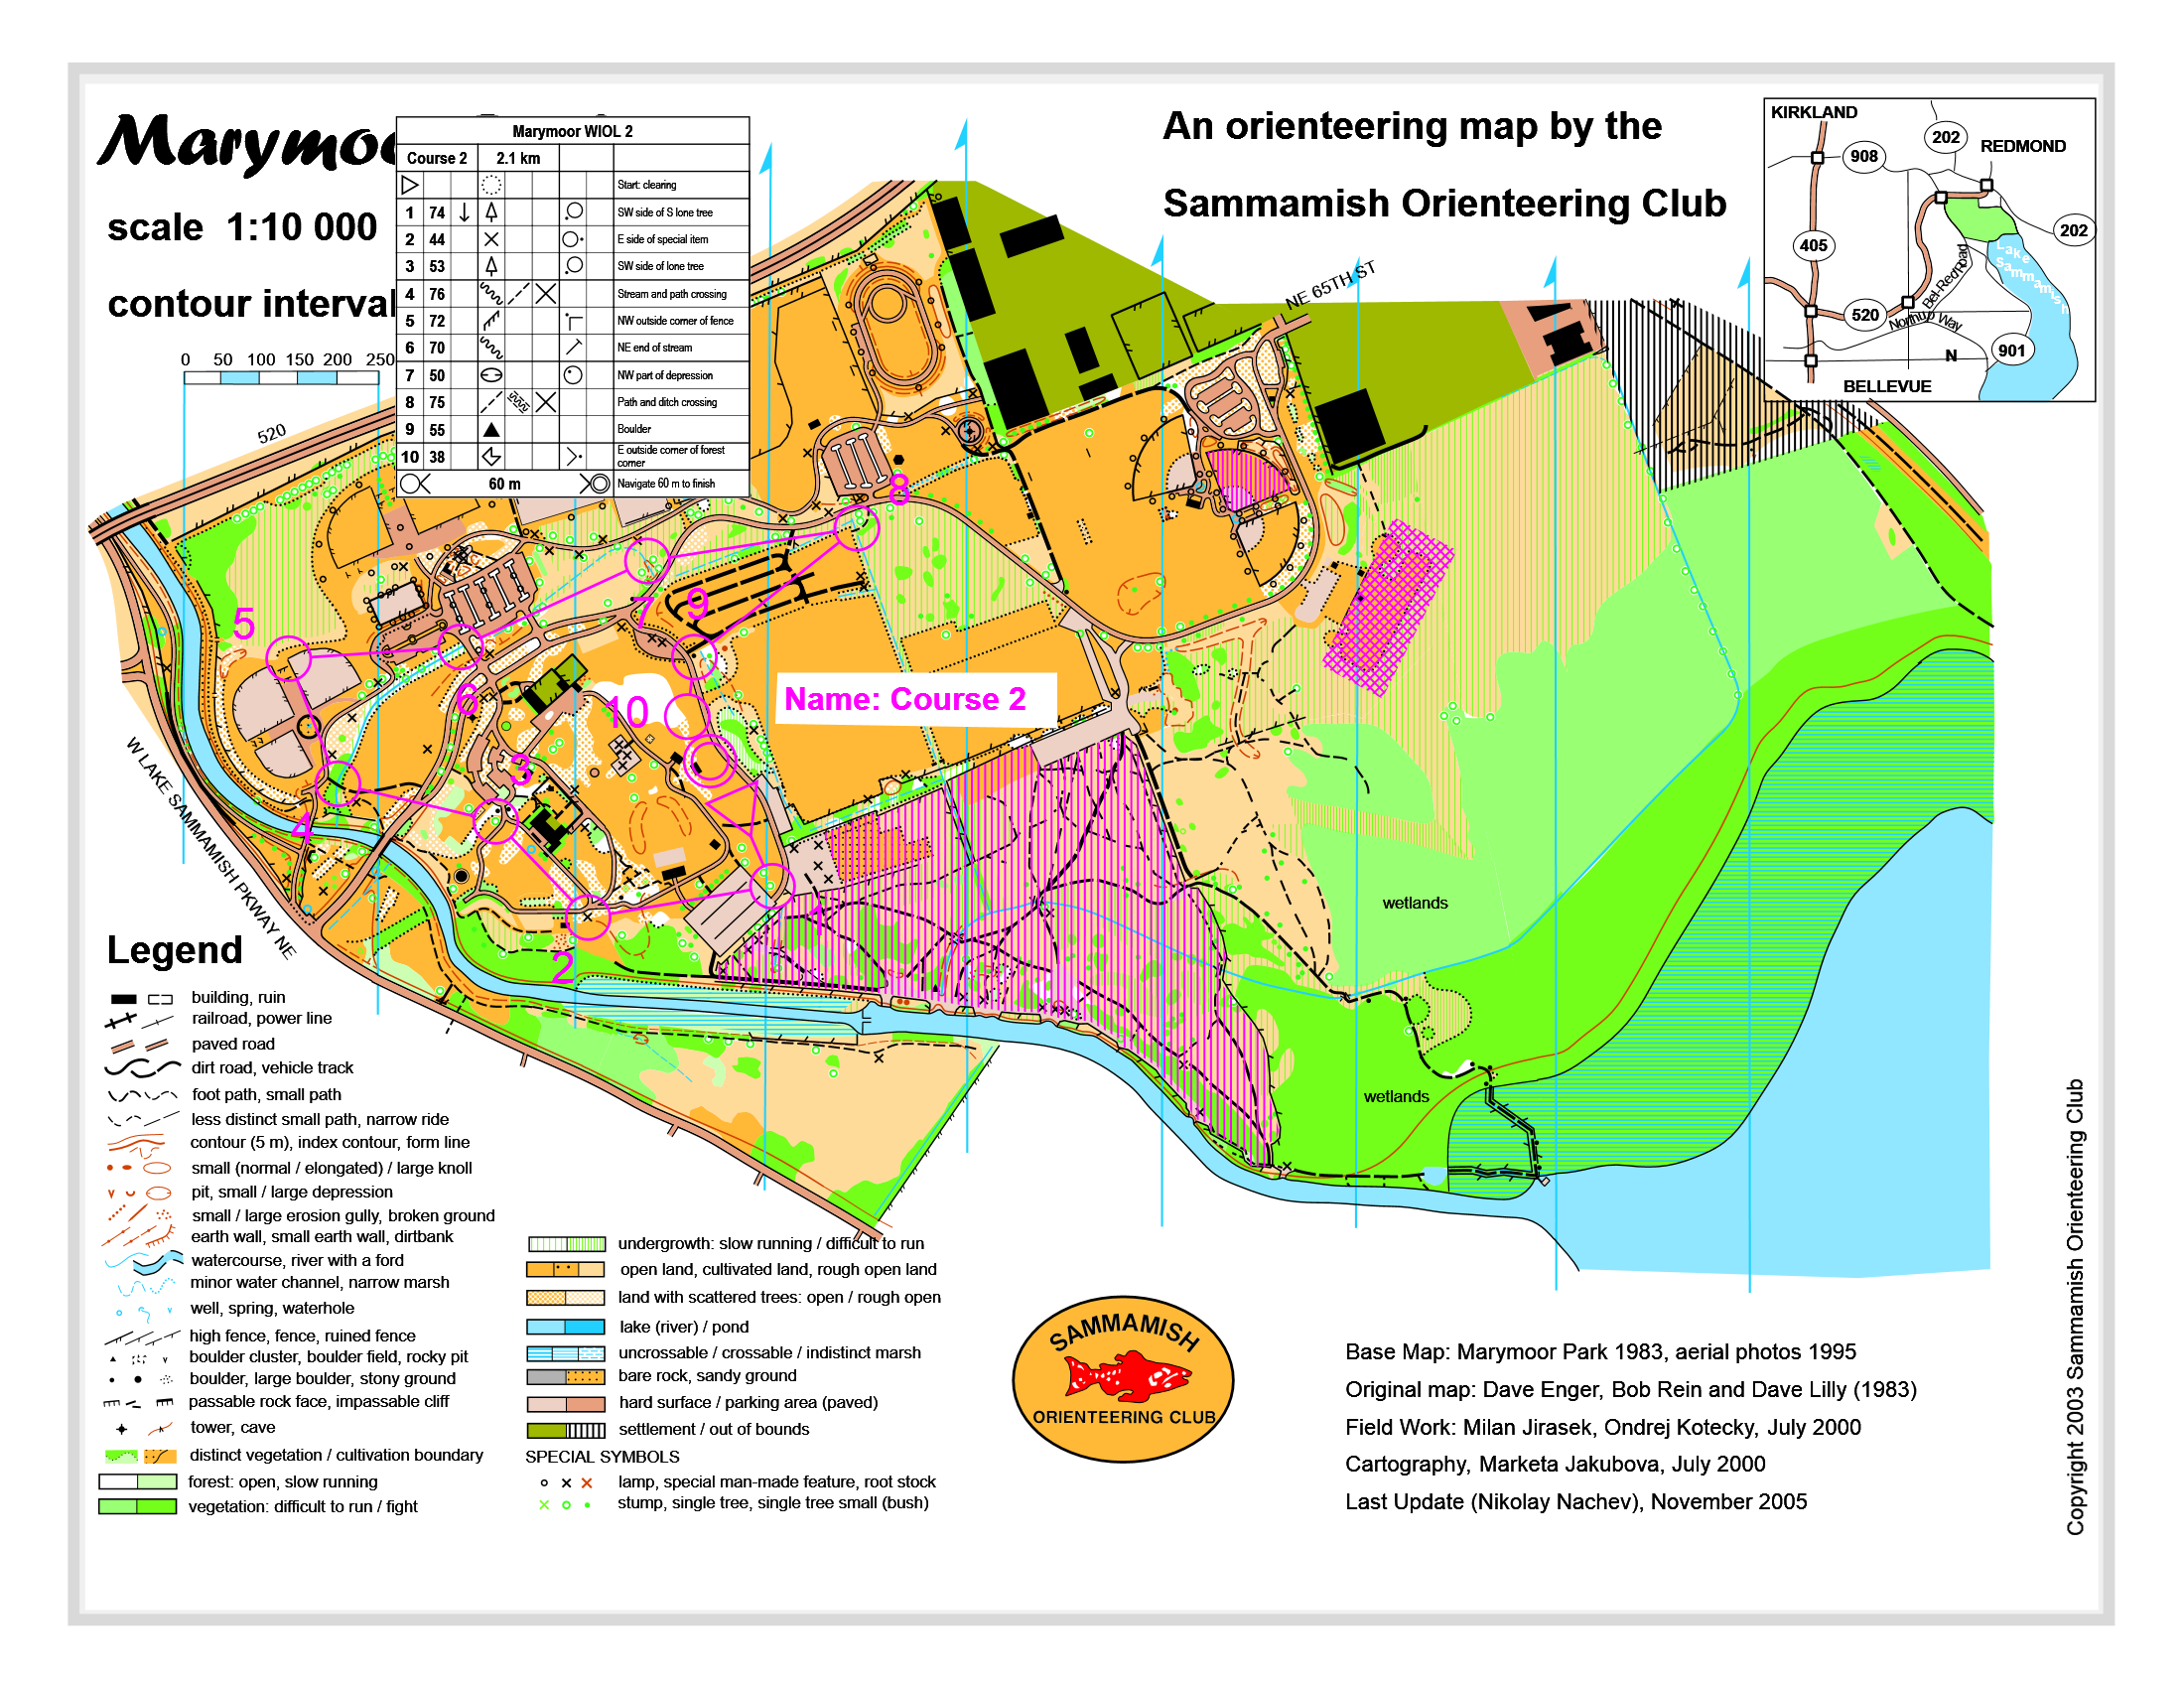 Marymoo
scale 1:10 000
contour interval
0 50 100 150 200 250
Marymoor WIOL 2
Course 2 2.1 km
Start: clearing
1 74 SW side of S lone tree
2 44 E side of special item
3 53 SW side of lone tree
4 76 Stream and path crossing
5 72 NW outside corner of fence
6 70 NE end of stream
7 50 NW part of depression
8 75 Path and ditch crossing
9 55 Boulder
10 38 E outside corner of forest corner
60 m Navigate 60 m to finish
An orienteering map by the
Sammamish Orienteering Club
KIRKLAND
202
REDMOND
908
202
405
Lake Sammamish
Bel-Red Road
520
Northup Way
N
901
BELLEVUE
NE 65TH ST
520
8
5
7
9
6
10
Name: Course 2
3
4
1
2
W LAKE SAMMAMISH PKWAY NE
wetlands
wetlands
Legend
building, ruin
railroad, power line
paved road
dirt road, vehicle track
foot path, small path
less distinct small path, narrow ride
contour (5 m), index contour, form line
small (normal / elongated) / large knoll
pit, small / large depression
small / large erosion gully, broken ground
earth wall, small earth wall, dirtbank
watercourse, river with a ford
minor water channel, narrow marsh
well, spring, waterhole
high fence, fence, ruined fence
boulder cluster, boulder field, rocky pit
boulder, large boulder, stony ground
passable rock face, impassable cliff
tower, cave
distinct vegetation / cultivation boundary
forest: open, slow running
vegetation: difficult to run / fight
undergrowth: slow running / difficult to run
open land, cultivated land, rough open land
land with scattered trees: open / rough open
lake (river) / pond
uncrossable / crossable / indistinct marsh
bare rock, sandy ground
hard surface / parking area (paved)
settlement / out of bounds
SPECIAL SYMBOLS
lamp, special man-made feature, root stock
stump, single tree, single tree small (bush)
SAMMAMISH
ORIENTEERING CLUB
Base Map: Marymoor Park 1983, aerial photos 1995
Original map: Dave Enger, Bob Rein and Dave Lilly (1983)
Field Work: Milan Jirasek, Ondrej Kotecky, July 2000
Cartography, Marketa Jakubova, July 2000
Last Update (Nikolay Nachev), November 2005
Copyright 2003 Sammamish Orienteering Club